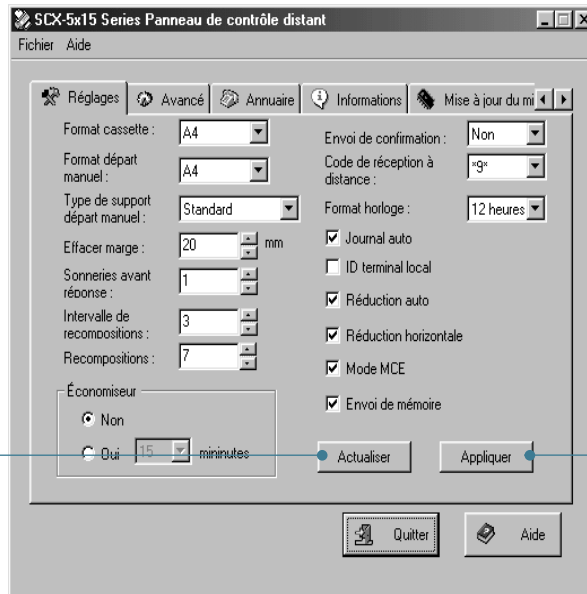 SCX-5x15 Series Panneau de contrôle distant
Fichier Aide
Réglages Avancé Annuaire Informations Mise à jour du mi
Format cassette : A4
Format départ manuel : A4
Type de support départ manuel : Standard
Effacer marge : 20 mm
Sonneries avant réponse : 1
Intervalle de recompositions : 3
Recompositions : 7
Économiseur
Non
Oui 15 mininutes
Envoi de confirmation : Non
Code de réception à distance : *9*
Format horloge : 12 heures
Journal auto
ID terminal local
Réduction auto
Réduction horizontale
Mode MCE
Envoi de mémoire
Actualiser Appliquer
Quitter Aide